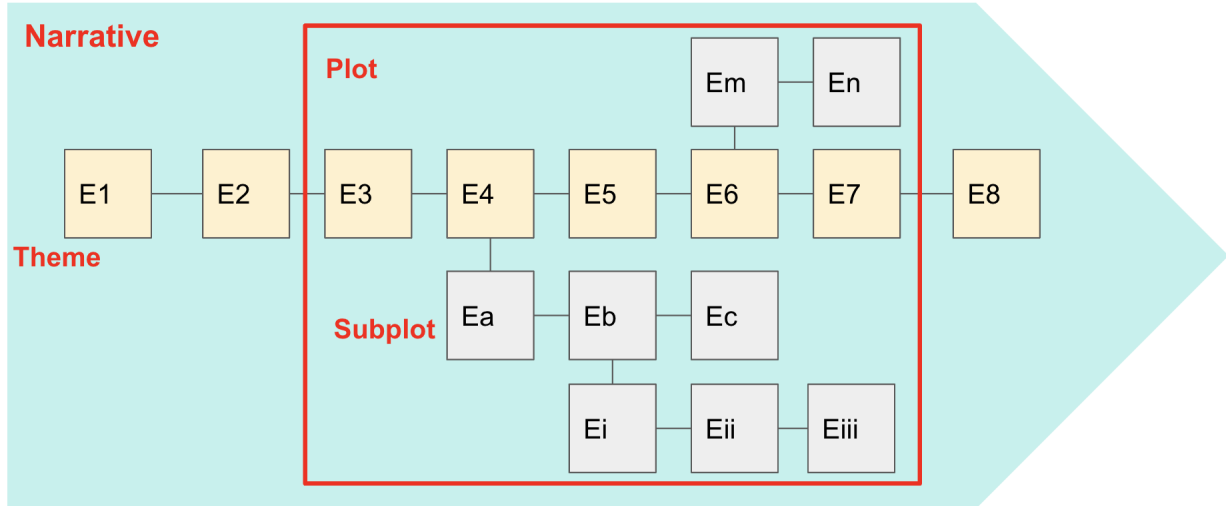 Narrative
Plot
Em
En
E1
E2
E3
E4
E5
E6
E7
E8
Theme
Subplot
Ea
Eb
Ec
Ei
Eii
Eiii